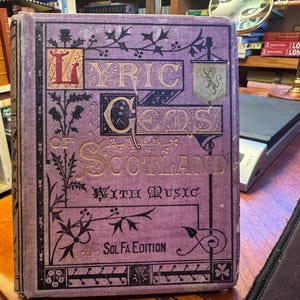 LYRIC
GEMS
OF
SCOTLAND
WITH MUSIC
SOL FA EDITION